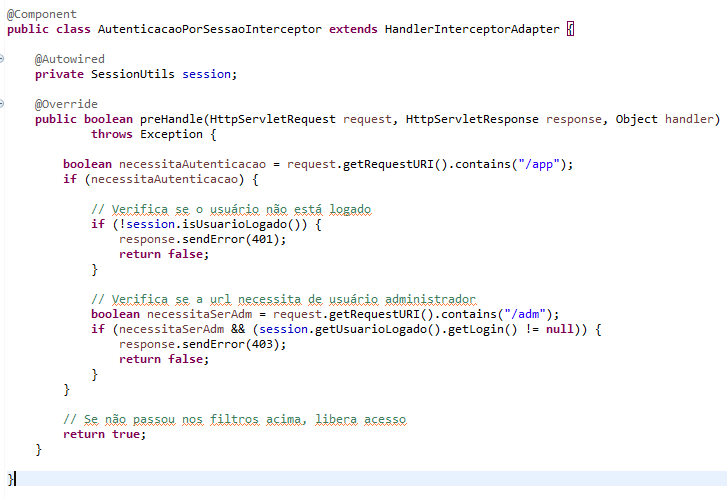 @Component
public class AutenticacaoPorSessaoInterceptor extends HandlerInterceptorAdapter {
@Autowired
private SessionUtils session;
@Override
public boolean preHandle(HttpServletRequest request, HttpServletResponse response, Object handler)
throws Exception {
boolean necessitaAutenticacao = request.getRequestURI().contains("/app");
if (necessitaAutenticacao) {
// Verifica se o usuário não está logado
if (!session.isUsuarioLogado()) {
response.sendError(401);
return false;
}
// Verifica se a url necessita de usuário administrador
boolean necessitaSerAdm = request.getRequestURI().contains("/adm");
if (necessitaSerAdm && (session.getUsuarioLogado().getLogin() != null)) {
response.sendError(403);
return false;
}
}
// Se não passou nos filtros acima, libera acesso
return true;
}
}